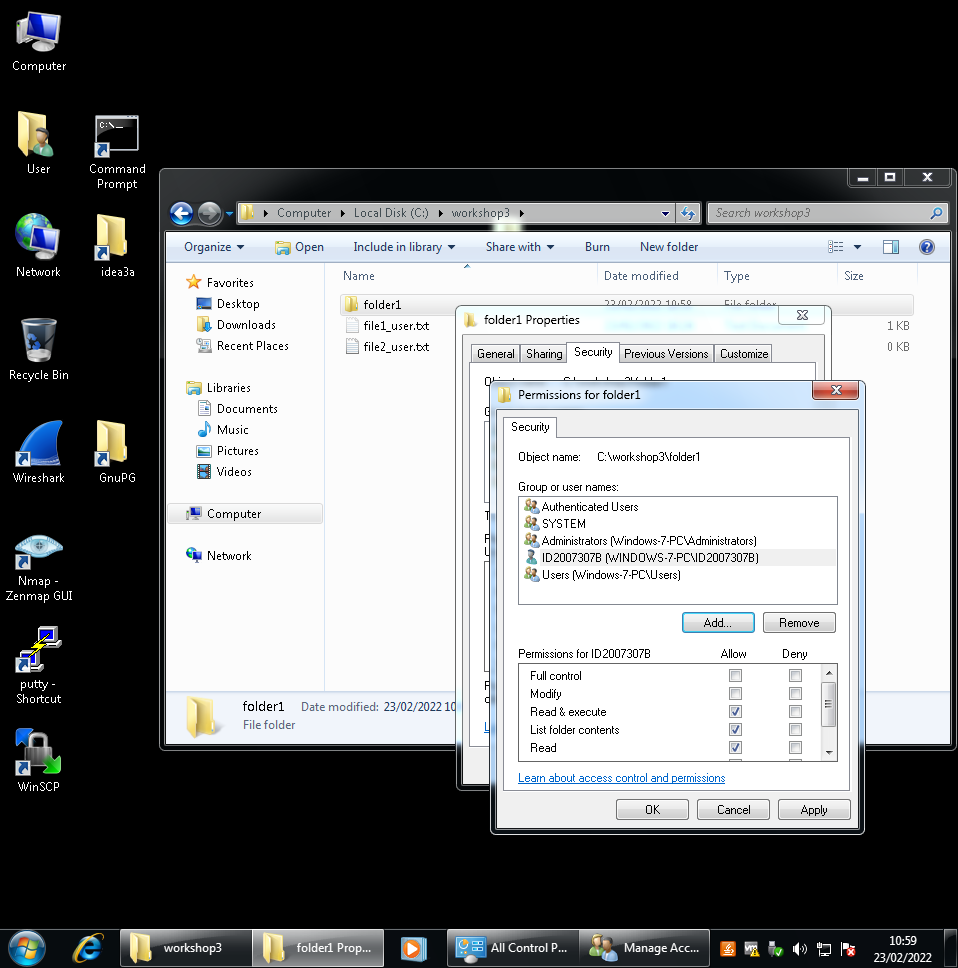 Computer
User
Command
Prompt
Network
idea3a
Recycle Bin
Wireshark
GnuPG
Nmap -
Zenmap GUI
putty -
Shortcut
WinSCP
C:\_
Computer
Local Disk (C:)
workshop3
Search workshop3
Organize
Open
Include in library
Share with
Burn
New folder
Favorites
Desktop
Downloads
Recent Places
Libraries
Documents
Music
Pictures
Videos
Computer
Network
Name
Date modified
Type
Size
folder1
23/02/2022 10:58
File folder
file1_user.txt
1 KB
file2_user.txt
0 KB
folder1
Date modified: 23/02/2022 10
File folder
folder1 Properties
General
Sharing
Security
Previous Versions
Customize
Permissions for folder1
Security
Object name: C:\workshop3\folder1
Group or user names:
Authenticated Users
SYSTEM
Administrators (Windows-7-PC\Administrators)
ID2007307B (WINDOWS-7-PC\ID2007307B)
Users (Windows-7-PC\Users)
Add...
Remove
Permissions for ID2007307B
Allow
Deny
Full control
Modify
Read & execute
List folder contents
Read
Learn about access control and permissions
OK
Cancel
Apply
workshop3
folder1 Prop...
All Control P...
Manage Acc...
10:59
23/02/2022